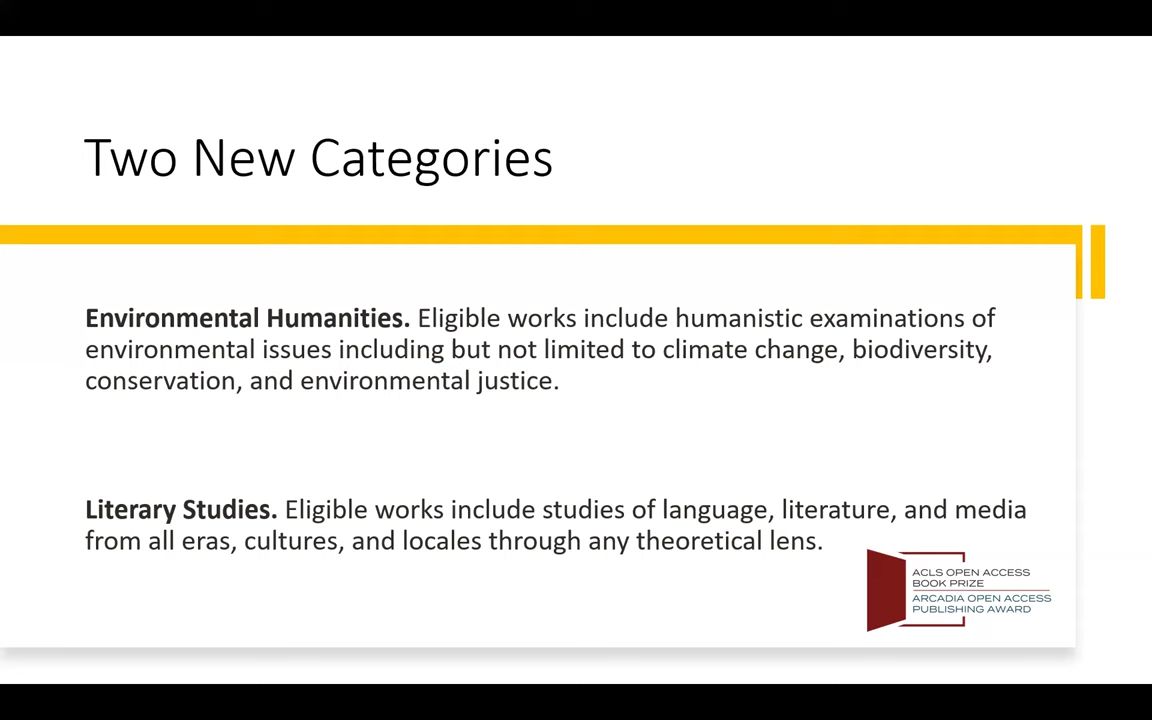 Two New Categories
Environmental Humanities. Eligible works include humanistic examinations of
environmental issues including but not limited to climate change, biodiversity,
conservation, and environmental justice.
Literary Studies. Eligible works include studies of language, literature, and media
from all eras, cultures, and locales through any theoretical lens.
ACLS OPEN ACCESS
BOOK PRIZE
ARCADIA OPEN ACCESS
PUBLISHING AWARD